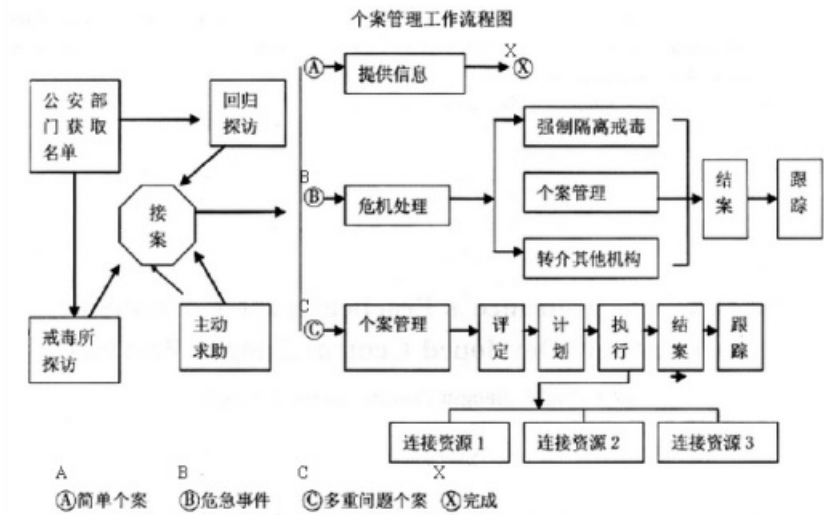 个案管理工作流程图
X
Ⓐ
提供信息
Ⓧ
公安部
门获取
名单
回归
探访
强制隔离戒毒
B
Ⓑ
危机处理
个案管理
结
案
跟
踪
接
案
转介其他机构
C
Ⓒ
个案管理
评
定
计
划
执
行
结
案
跟
踪
戒毒所
探访
主动
求助
连接资源1
连接资源2
连接资源3
A B C X
Ⓐ简单个案 Ⓑ危急事件 Ⓒ多重问题个案 Ⓧ完成